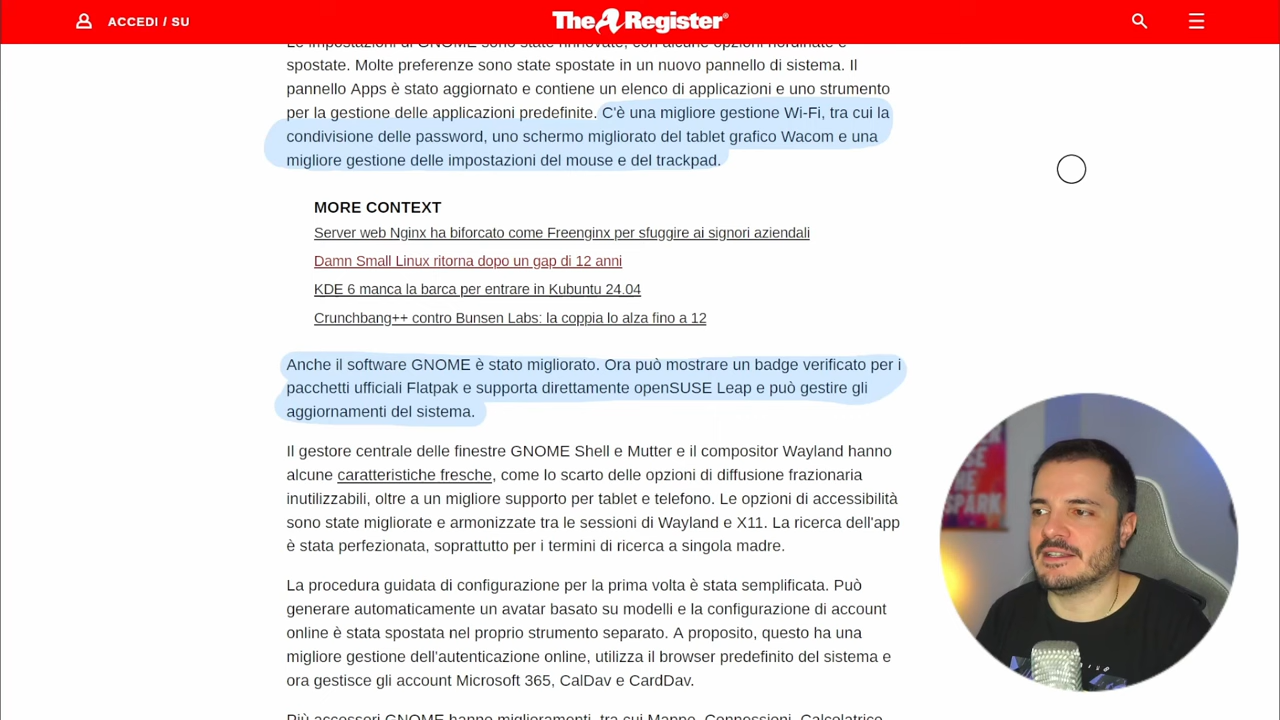 ACCEDI / SU
The Register®
Le impostazioni di GNOME sono state rinnovate, con alcune opzioni riordinate e
spostate. Molte preferenze sono state spostate in un nuovo pannello di sistema. Il
pannello Apps è stato aggiornato e contiene un elenco di applicazioni e uno strumento
per la gestione delle applicazioni predefinite. C'è una migliore gestione Wi-Fi, tra cui la
condivisione delle password, uno schermo migliorato del tablet grafico Wacom e una
migliore gestione delle impostazioni del mouse e del trackpad.
MORE CONTEXT
Server web Nginx ha biforcato come Freenginx per sfuggire ai signori aziendali
Damn Small Linux ritorna dopo un gap di 12 anni
KDE 6 manca la barca per entrare in Kubuntu 24.04
Crunchbang++ contro Bunsen Labs: la coppia lo alza fino a 12
Anche il software GNOME è stato migliorato. Ora può mostrare un badge verificato per i
pacchetti ufficiali Flatpak e supporta direttamente openSUSE Leap e può gestire gli
aggiornamenti del sistema.
Il gestore centrale delle finestre GNOME Shell e Mutter e il compositor Wayland hanno
alcune caratteristiche fresche, come lo scarto delle opzioni di diffusione frazionaria
inutilizzabili, oltre a un migliore supporto per tablet e telefono. Le opzioni di accessibilità
sono state migliorate e armonizzate tra le sessioni di Wayland e X11. La ricerca dell'app
è stata perfezionata, soprattutto per i termini di ricerca a singola madre.
La procedura guidata di configurazione per la prima volta è stata semplificata. Può
generare automaticamente un avatar basato su modelli e la configurazione di account
online è stata spostata nel proprio strumento separato. A proposito, questo ha una
migliore gestione dell'autenticazione online, utilizza il browser predefinito del sistema e
ora gestisce gli account Microsoft 365, CalDav e CardDav.
Più accessori GNOME hanno miglioramenti, tra cui Mappe, Connessioni, Calcolatrice,
SPARK